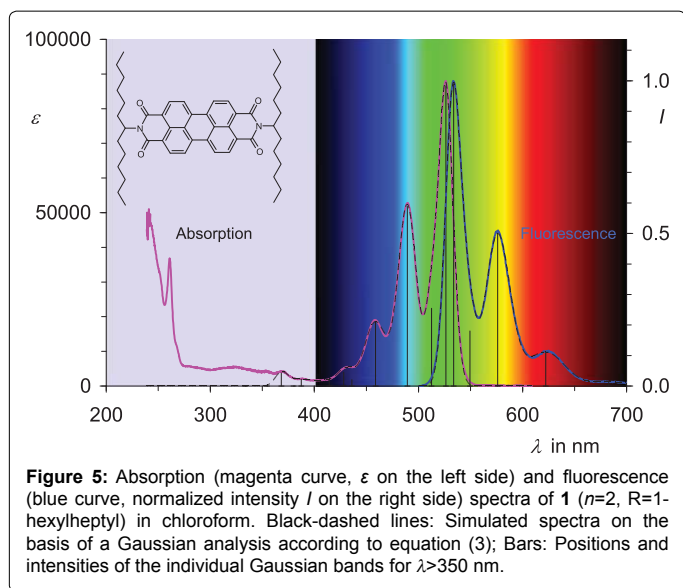 100000
50000
0
ε
1.0
0.5
0.0
I
Absorption
Fluorescence
O
O
N
N
O
O
200
300
400
500
600
700
λ in nm
Figure 5: Absorption (magenta curve, ε on the left side) and fluorescence
(blue curve, normalized intensity I on the right side) spectra of 1 (n=2, R=1-
hexylheptyl) in chloroform. Black-dashed lines: Simulated spectra on the
basis of a Gaussian analysis according to equation (3); Bars: Positions and
intensities of the individual Gaussian bands for λ>350 nm.